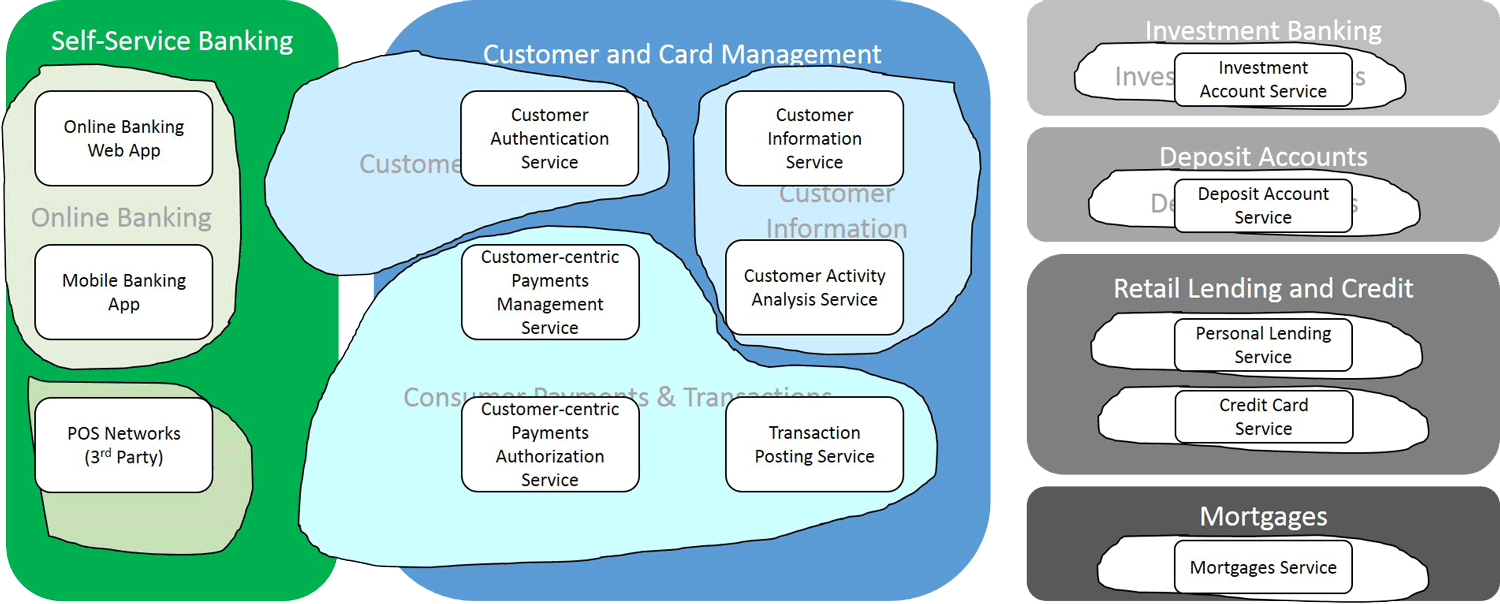 Self-Service Banking
Online Banking
Web App
Online Banking
Mobile Banking
App
POS Networks
(3rd Party)
Customer and Card Management
Customer
Authentication
Service
Custome
Customer
Information
Service
Customer
Information
Customer Activity
Analysis Service
Customer-centric
Payments
Management
Service
Consumer Payments & Transactions
Customer-centric
Payments
Authorization
Service
Transaction
Posting Service
Investment Banking
Investment
Account Service
Deposit Accounts
Deposit Account
Service
Retail Lending and Credit
Personal Lending
Service
Credit Card
Service
Mortgages
Mortgages Service